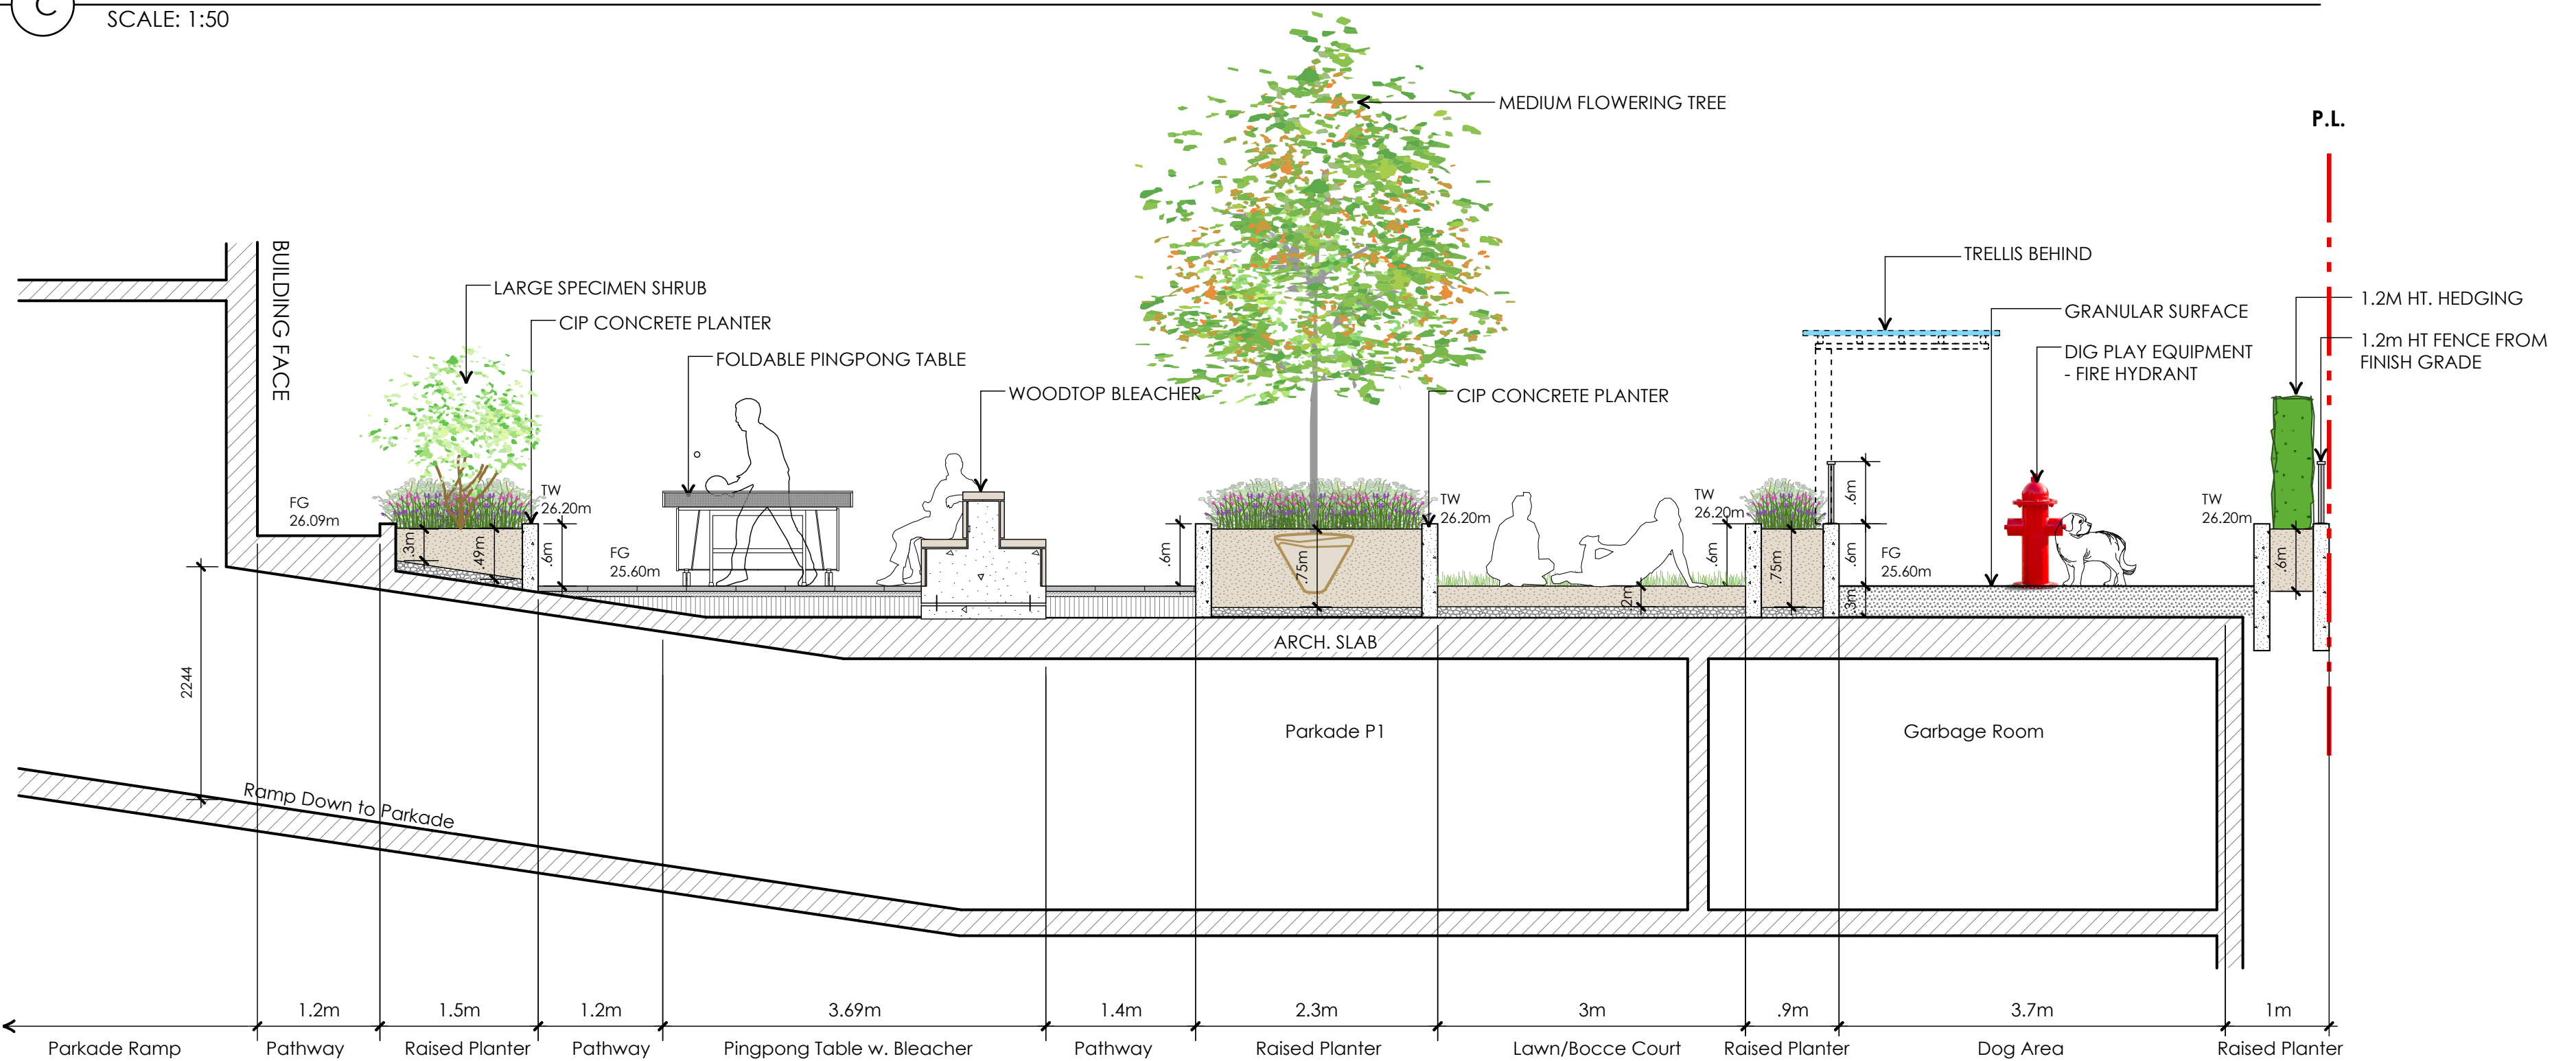 C
SCALE: 1:50
MEDIUM FLOWERING TREE
P.L.
BUILDING FACE
LARGE SPECIMEN SHRUB
CIP CONCRETE PLANTER
FOLDABLE PINGPONG TABLE
WOODTOP BLEACHER
CIP CONCRETE PLANTER
TRELLIS BEHIND
GRANULAR SURFACE
DIG PLAY EQUIPMENT
- FIRE HYDRANT
1.2M HT. HEDGING
1.2m HT FENCE FROM
FINISH GRADE
FG
26.09m
.3m
.49m
TW
26.20m
.6m
FG
25.60m
.6m
.75m
TW
26.20m
.2m
TW
26.20m
.6m
.75m
.6m
.6m
.3m
FG
25.60m
TW
26.20m
.6m
ARCH. SLAB
2244
Ramp Down to Parkade
Parkade P1
Garbage Room
1.2m
1.5m
1.2m
3.69m
1.4m
2.3m
3m
.9m
3.7m
1m
Parkade Ramp
Pathway
Raised Planter
Pathway
Pingpong Table w. Bleacher
Pathway
Raised Planter
Lawn/Bocce Court
Raised Planter
Dog Area
Raised Planter